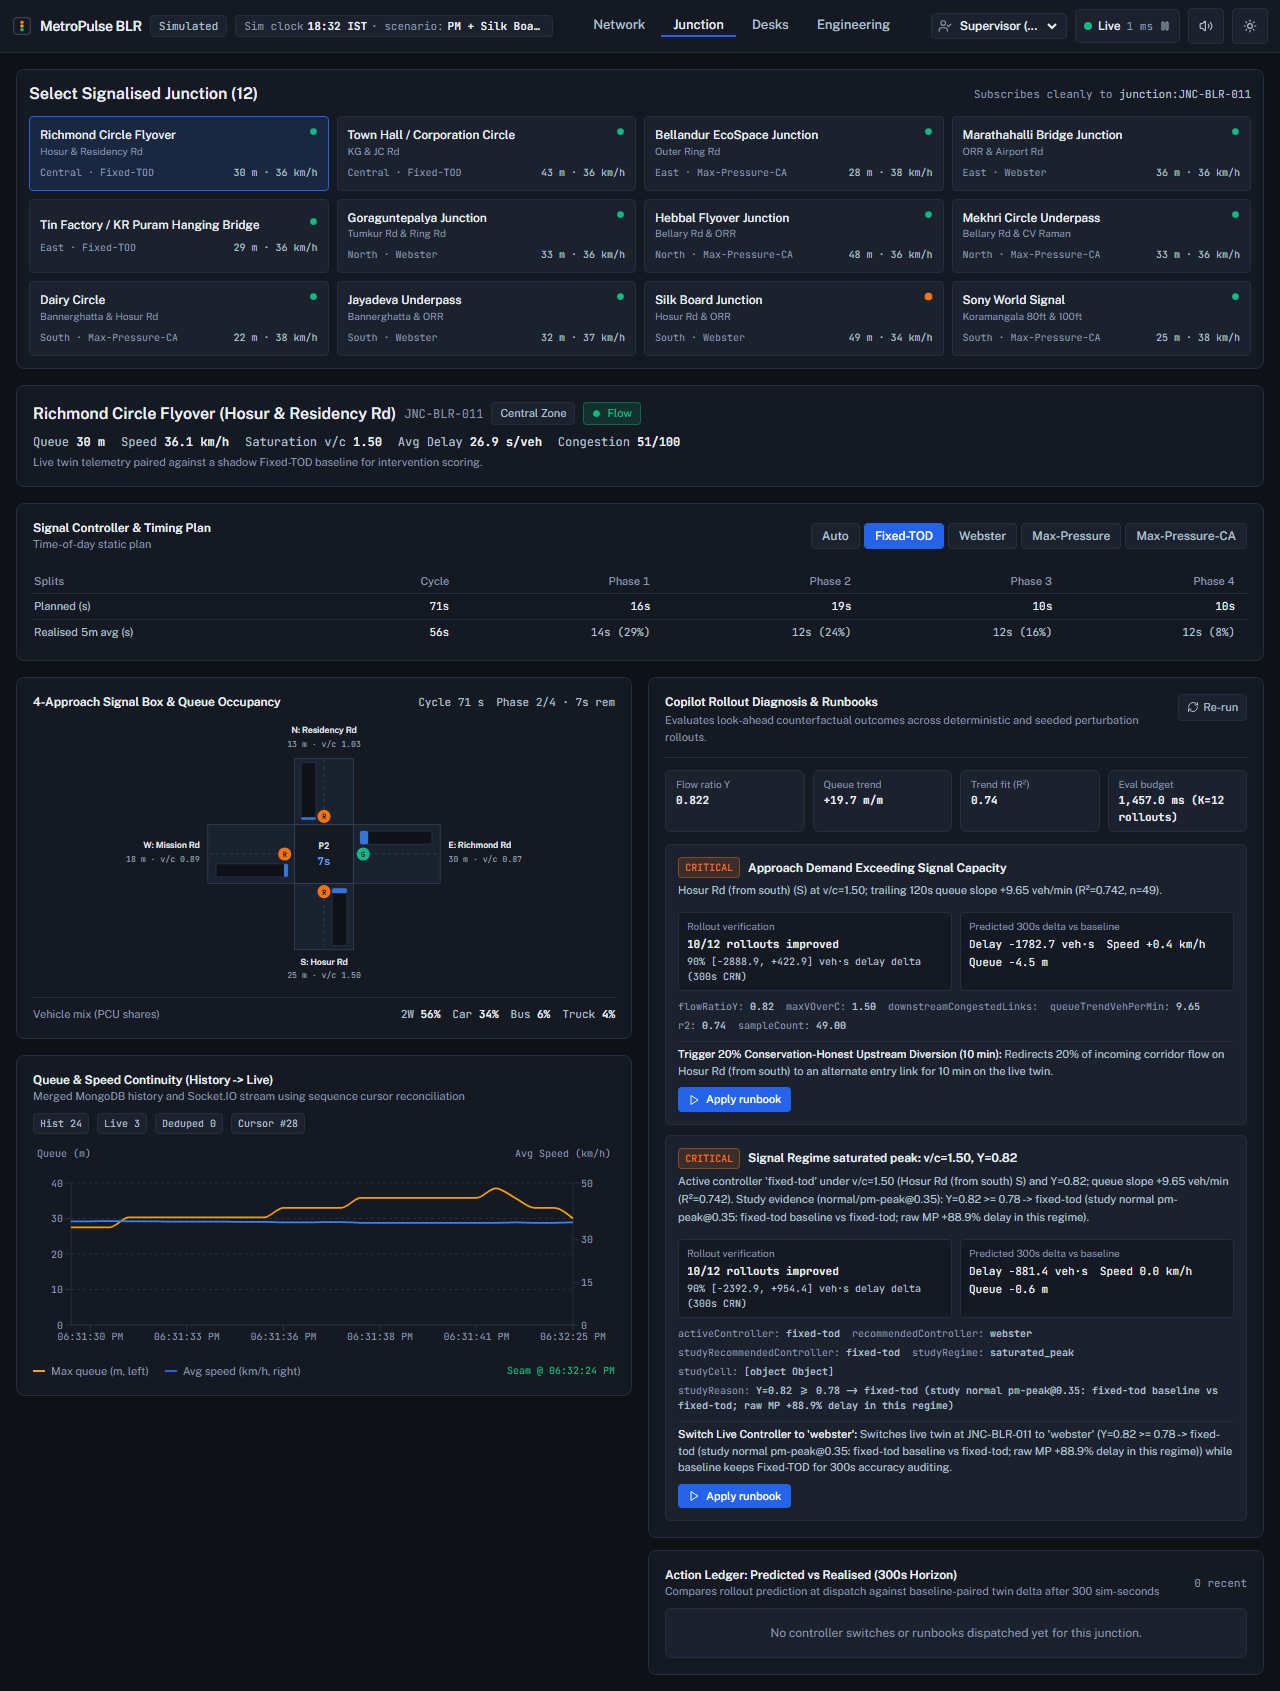 MetroPulse BLR
Simulated
Sim clock 18:32 IST · scenario: PM + Silk Boa…
Network
Junction
Desks
Engineering
Supervisor (...
Live 1 ms
Select Signalised Junction (12)
Subscribes cleanly to junction:JNC-BLR-011
Richmond Circle Flyover
Hosur & Residency Rd
Central · Fixed-TOD 30 m · 36 km/h
Town Hall / Corporation Circle
KG & JC Rd
Central · Fixed-TOD 43 m · 36 km/h
Bellandur EcoSpace Junction
Outer Ring Rd
East · Max-Pressure-CA 28 m · 38 km/h
Marathahalli Bridge Junction
ORR & Airport Rd
East · Webster 36 m · 36 km/h
Tin Factory / KR Puram Hanging Bridge
East · Fixed-TOD 29 m · 36 km/h
Goraguntepalya Junction
Tumkur Rd & Ring Rd
North · Webster 33 m · 36 km/h
Hebbal Flyover Junction
Bellary Rd & ORR
North · Max-Pressure-CA 48 m · 36 km/h
Mekhri Circle Underpass
Bellary Rd & CV Raman
North · Max-Pressure-CA 33 m · 36 km/h
Dairy Circle
Bannerghatta & Hosur Rd
South · Max-Pressure-CA 22 m · 38 km/h
Jayadeva Underpass
Bannerghatta & ORR
South · Webster 32 m · 37 km/h
Silk Board Junction
Hosur Rd & ORR
South · Webster 49 m · 34 km/h
Sony World Signal
Koramangala 80ft & 100ft
South · Max-Pressure-CA 25 m · 38 km/h
Richmond Circle Flyover (Hosur & Residency Rd) JNC-BLR-011 Central Zone Flow
Queue 30 m Speed 36.1 km/h Saturation v/c 1.50 Avg Delay 26.9 s/veh Congestion 51/100
Live twin telemetry paired against a shadow Fixed-TOD baseline for intervention scoring.
Signal Controller & Timing Plan
Time-of-day static plan
Auto
Fixed-TOD
Webster
Max-Pressure
Max-Pressure-CA
Splits Cycle Phase 1 Phase 2 Phase 3 Phase 4
Planned (s) 71s 16s 19s 10s 10s
Realised 5m avg (s) 56s 14s (29%) 12s (24%) 12s (16%) 12s (8%)
4-Approach Signal Box & Queue Occupancy
Cycle 71 s Phase 2/4 · 7s rem
N: Residency Rd
13 m · v/c 1.03
R
W: Mission Rd
18 m · v/c 0.89
R
P2
7s
G
E: Richmond Rd
30 m · v/c 0.87
R
S: Hosur Rd
25 m · v/c 1.50
Vehicle mix (PCU shares) 2W 56% Car 34% Bus 6% Truck 4%
Queue & Speed Continuity (History -> Live)
Merged MongoDB history and Socket.IO stream using sequence cursor reconciliation
Hist 24
Live 3
Deduped 0
Cursor #28
Queue (m)
Avg Speed (km/h)
40
30
20
10
0
50
30
15
0
06:31:30 PM 06:31:33 PM 06:31:36 PM 06:31:38 PM 06:31:41 PM 06:32:25 PM
Max queue (m, left)
Avg speed (km/h, right)
Seam @ 06:32:24 PM
Copilot Rollout Diagnosis & Runbooks
Evaluates look-ahead counterfactual outcomes across deterministic and seeded perturbation
rollouts.
Re-run
Flow ratio Y
0.822
Queue trend
+19.7 m/m
Trend fit (R²)
0.74
Eval budget
1,457.0 ms (K=12
rollouts)
CRITICAL Approach Demand Exceeding Signal Capacity
Hosur Rd (from south) (S) at v/c=1.50; trailing 120s queue slope +9.65 veh/min (R²=0.742, n=49).
Rollout verification
10/12 rollouts improved
90% [-2888.9, +422.9] veh·s delay delta
(300s CRN)
Predicted 300s delta vs baseline
Delay -1782.7 veh·s Speed +0.4 km/h
Queue -4.5 m
flowRatioY: 0.82 maxVOverC: 1.50 downstreamCongestedLinks: queueTrendVehPerMin: 9.65
r2: 0.74 sampleCount: 49.00
Trigger 20% Conservation-Honest Upstream Diversion (10 min): Redirects 20% of incoming corridor flow on
Hosur Rd (from south) to an alternate entry link for 10 min on the live twin.
Apply runbook
CRITICAL Signal Regime saturated peak: v/c=1.50, Y=0.82
Active controller 'fixed-tod' under v/c=1.50 (Hosur Rd (from south) S) and Y=0.82; queue slope +9.65 veh/min
(R²=0.742). Study evidence (normal/pm-peak@0.35): Y=0.82 >= 0.78 -> fixed-tod (study normal pm-
peak@0.35: fixed-tod baseline vs fixed-tod; raw MP +88.9% delay in this regime).
Rollout verification
10/12 rollouts improved
90% [-2392.9, +954.4] veh·s delay delta
(300s CRN)
Predicted 300s delta vs baseline
Delay -881.4 veh·s Speed 0.0 km/h
Queue -0.6 m
activeController: fixed-tod recommendedController: webster
studyRecommendedController: fixed-tod studyRegime: saturated_peak
studyCell: [object Object]
studyReason: Y=0.82 >= 0.78 -> fixed-tod (study normal pm-peak@0.35: fixed-tod baseline vs
fixed-tod; raw MP +88.9% delay in this regime)
Switch Live Controller to 'webster': Switches live twin at JNC-BLR-011 to 'webster' (Y=0.82 >= 0.78 -> fixed-
tod (study normal pm-peak@0.35: fixed-tod baseline vs fixed-tod; raw MP +88.9% delay in this regime)) while
baseline keeps Fixed-TOD for 300s accuracy auditing.
Apply runbook
Action Ledger: Predicted vs Realised (300s Horizon)
Compares rollout prediction at dispatch against baseline-paired twin delta after 300 sim-seconds
0 recent
No controller switches or runbooks dispatched yet for this junction.